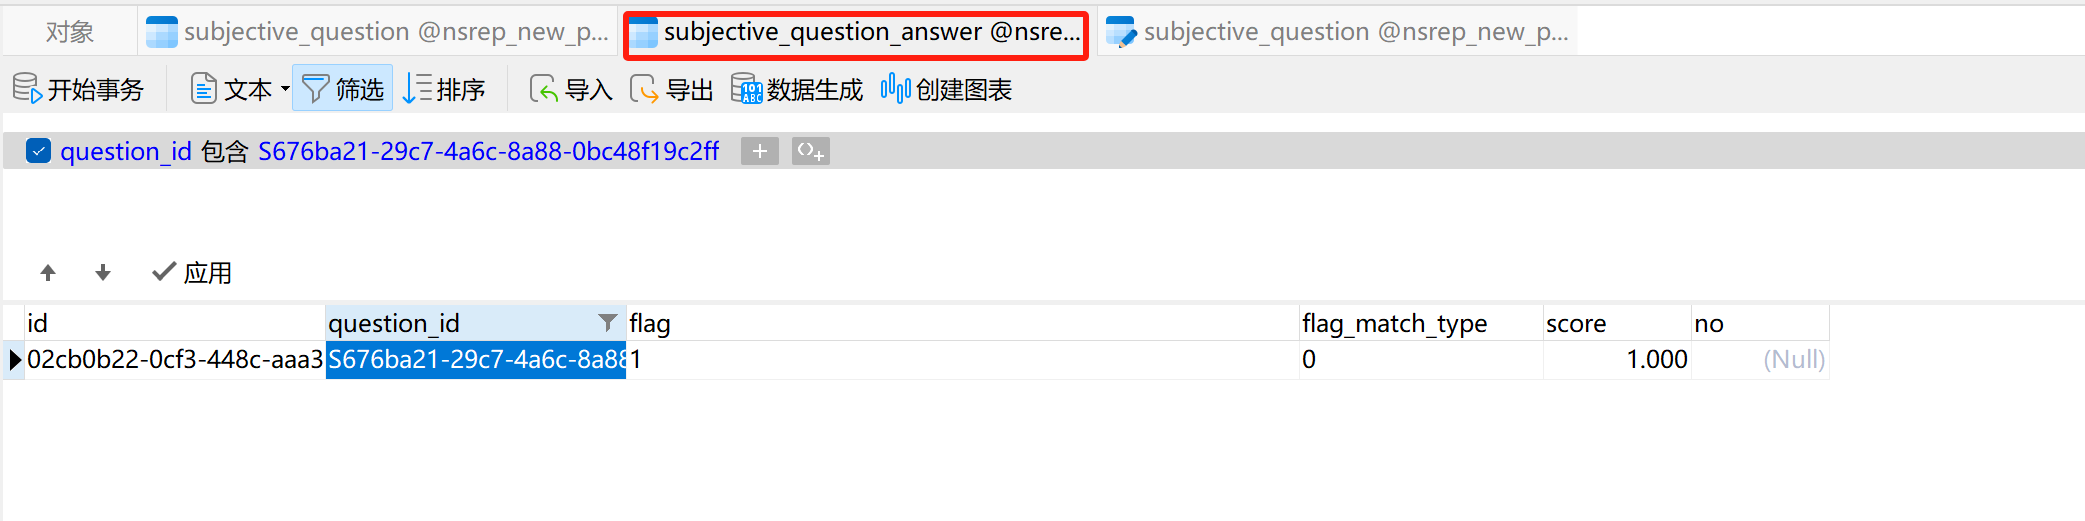 对象 subjective_question @nsrep_new_p... subjective_question_answer @nsre... subjective_question @nsrep_new_p...
开始事务 文本 筛选 排序 导入 导出 数据生成 创建图表
question_id 包含 S676ba21-29c7-4a6c-8a88-0bc48f19c2ff
应用
id question_id flag flag_match_type score no
02cb0b22-0cf3-448c-aaa3 S676ba21-29c7-4a6c-8a88 1 0 1.000 (Null)